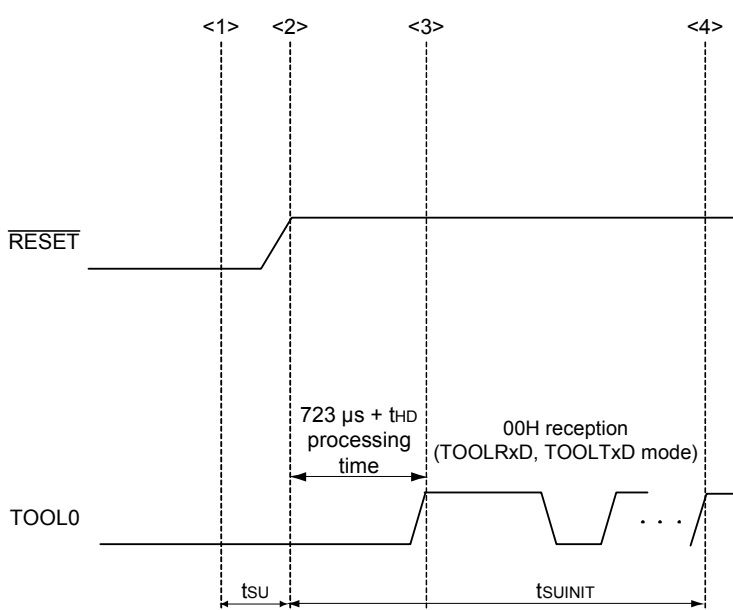 <1> <2> <3> <4>
RESET
723 µs + tHD
processing
time
00H reception
(TOOLRxD, TOOLTxD mode)
TOOL0
. . .
tSU tSUINIT